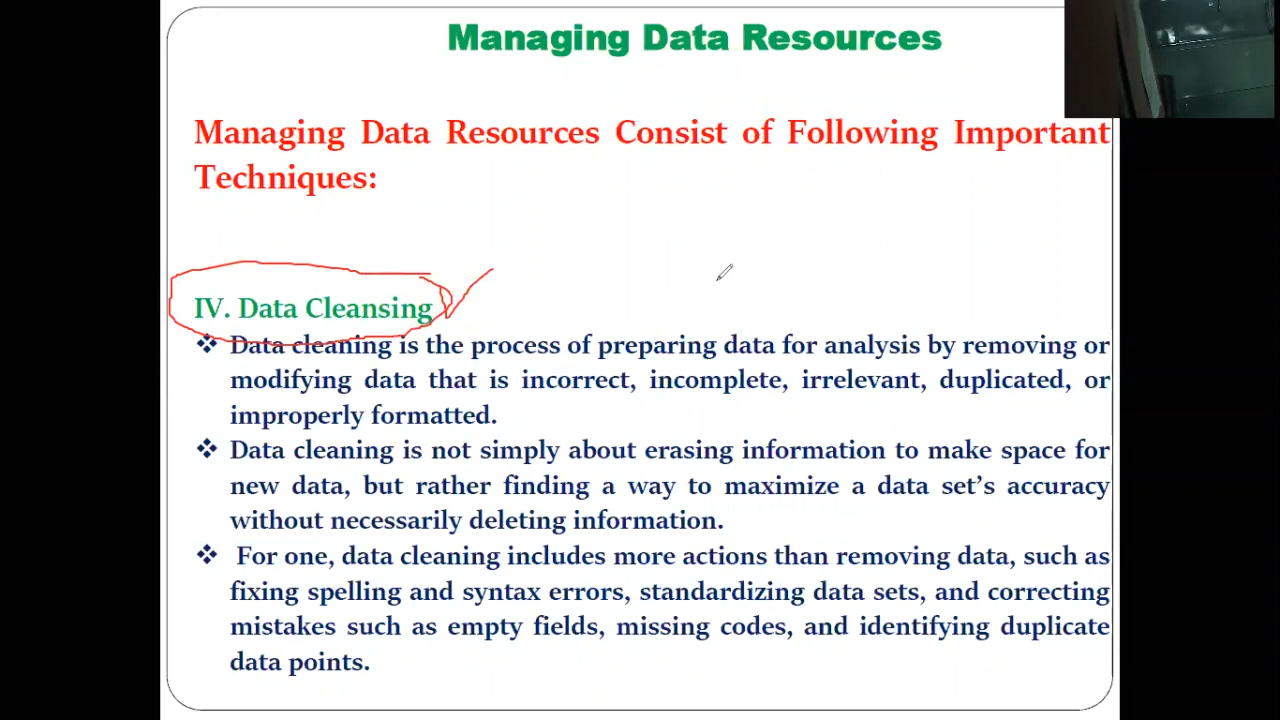 Managing Data Resources
Managing Data Resources Consist of Following Important
Techniques:
IV. Data Cleansing
Data cleaning is the process of preparing data for analysis by removing or
modifying data that is incorrect, incomplete, irrelevant, duplicated, or
improperly formatted.
Data cleaning is not simply about erasing information to make space for
new data, but rather finding a way to maximize a data set’s accuracy
without necessarily deleting information.
For one, data cleaning includes more actions than removing data, such as
fixing spelling and syntax errors, standardizing data sets, and correcting
mistakes such as empty fields, missing codes, and identifying duplicate
data points.